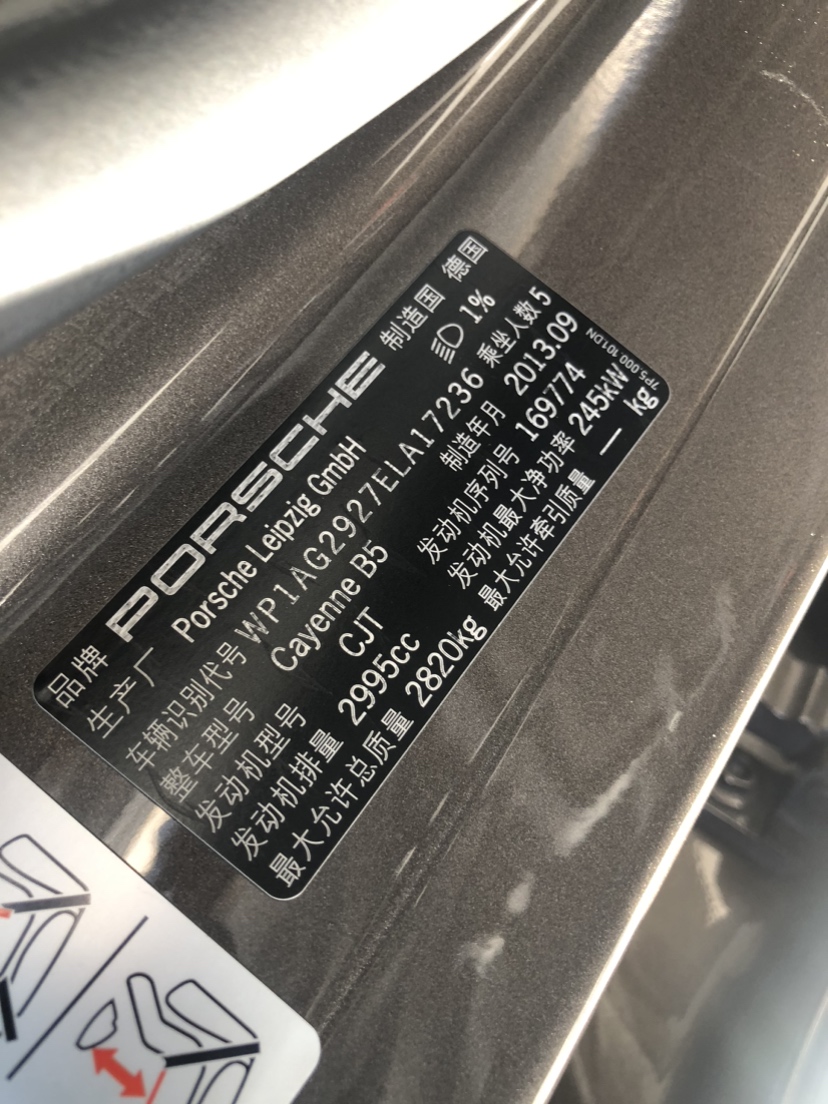 品牌 PORSCHE 制造国 德国
生产厂 Porsche Leipzig GmbH 1%
车辆识别代号 WP1AG2927ELA17236 乘坐人数 5
整车型号 Cayenne B5 制造年月 2013.09
发动机型号 CJT 发动机序列号 169774
发动机排量 2995cc 发动机最大净功率 245kW
最大允许总质量 2820kg 最大允许牵引质量 — kg
7P5.000.101.DN